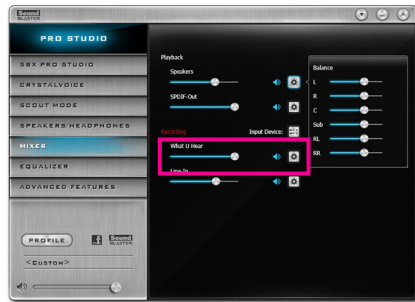 Sound
BLASTER
PRO STUDIO
SBX PRO STUDIO
CRYSTALVOICE
SCOUT MODE
SPEAKERS/HEADPHONES
MIXER
EQUALIZER
ADVANCED FEATURES
PROFILE
f
Sound
BLASTER
<CUSTOM>
Playback
Speakers
SPDIF-Out
Recording
Input Device:
What U Hear
Line-In
Balance
L
R
C
Sub
RL
RR